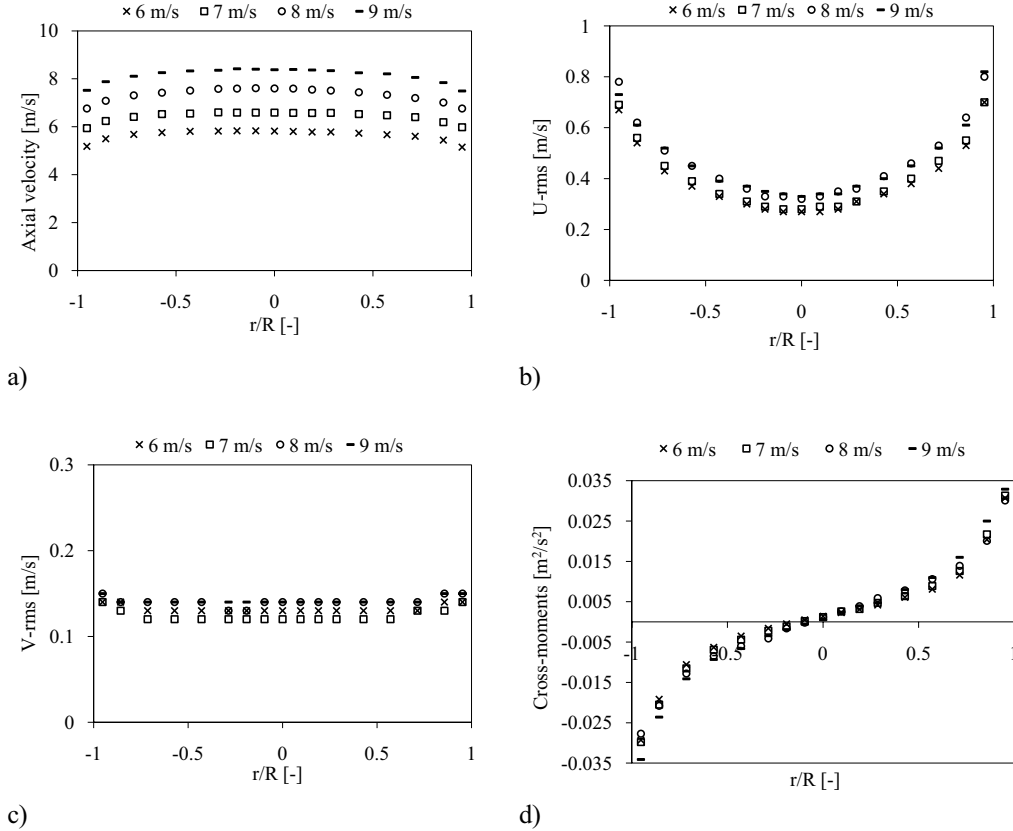 × 6 m/s □ 7 m/s ○ 8 m/s - 9 m/s
10
8
6
4
2
0
-1 -0.5 0 0.5 1
Axial velocity [m/s]
r/R [-]
a)
× 6 m/s □ 7 m/s ○ 8 m/s - 9 m/s
1
0.8
0.6
0.4
0.2
0
-1 -0.5 0 0.5 1
U-rms [m/s]
r/R [-]
b)
× 6 m/s □ 7 m/s ○ 8 m/s - 9 m/s
0.3
0.2
0.1
0
-1 -0.5 0 0.5 1
V-rms [m/s]
r/R [-]
c)
× 6 m/s □ 7 m/s ○ 8 m/s - 9 m/s
0.035
0.025
0.015
0.005
-0.005
-0.015
-0.025
-0.035
-1 -0.5 0 0.5 1
Cross-moments [m²/s²]
r/R [-]
d)